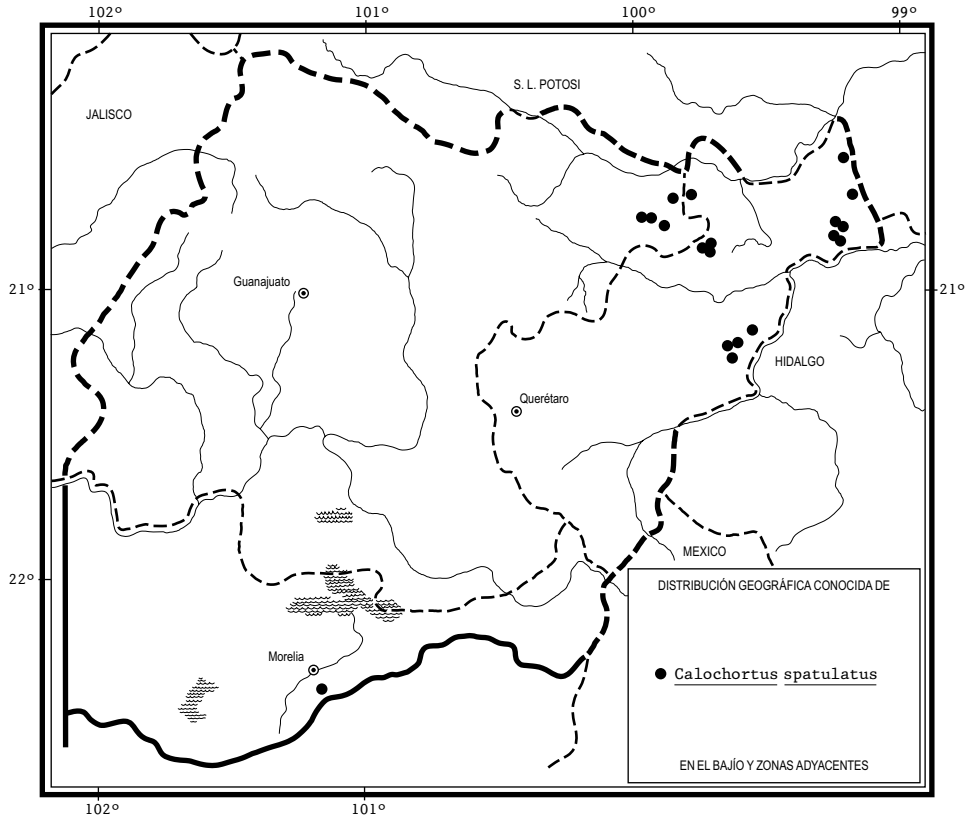 102º 101º 100º 99º
S. L. POTOSI
JALISCO
Guanajuato
21º 21º
HIDALGO
Querétaro
MEXICO
22º
DISTRIBUCIÓN GEOGRÁFICA CONOCIDA DE
Morelia
Calochortus spatulatus
EN EL BAJÍO Y ZONAS ADYACENTES
102º 101º